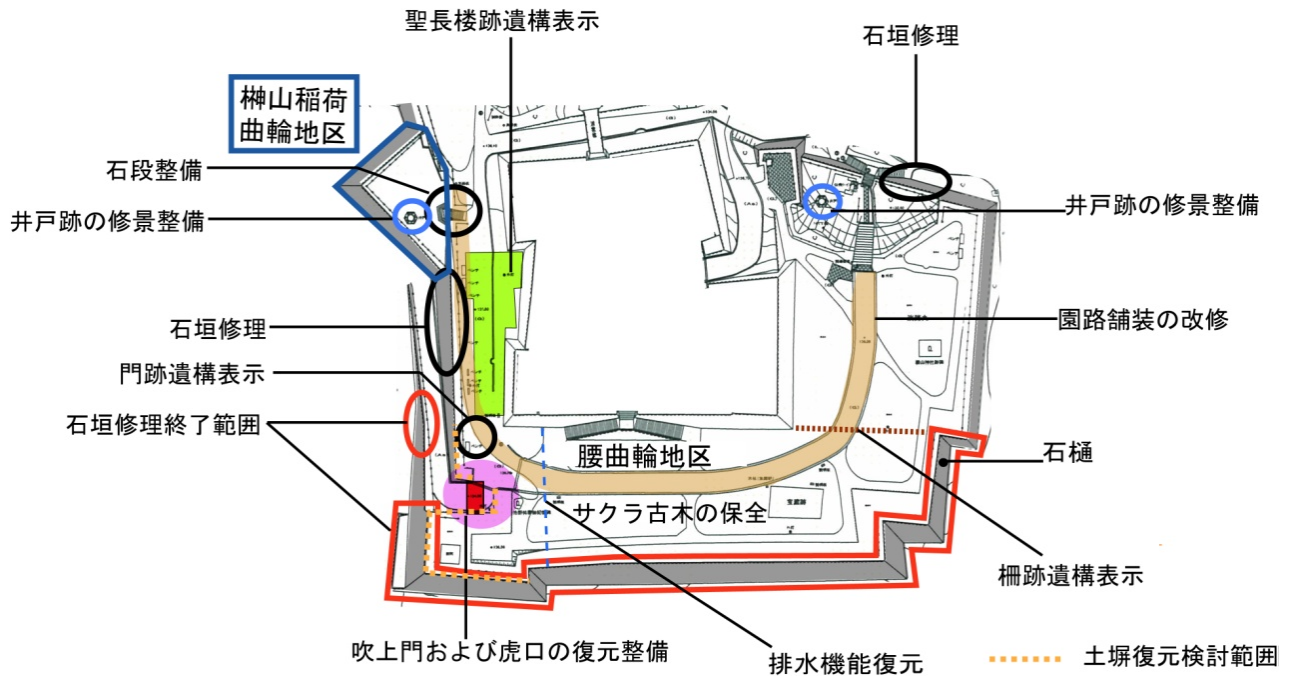 聖長楼跡遺構表示
石垣修理
榊山稲荷
曲輪地区
石段整備
井戸跡の修景整備
井戸跡の修景整備
石垣修理
園路舗装の改修
門跡遺構表示
石垣修理終了範囲
腰曲輪地区
石樋
サクラ古木の保全
宝蔵跡
柵跡遺構表示
吹上門および虎口の復元整備
排水機能復元
土塀復元検討範囲